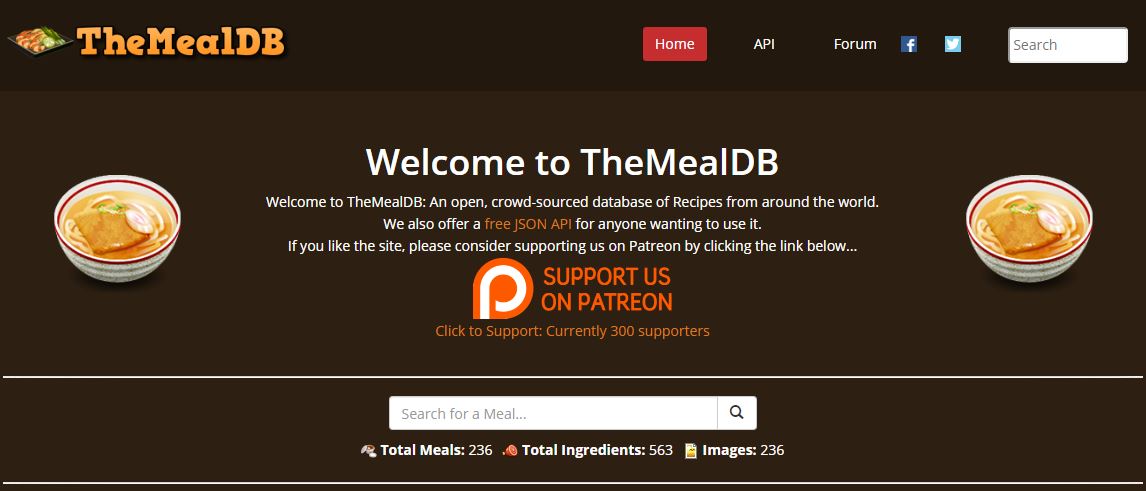 TheMealDB
Home
API
Forum
Search
Welcome to TheMealDB
Welcome to TheMealDB: An open, crowd-sourced database of Recipes from around the world.
We also offer a free JSON API for anyone wanting to use it.
If you like the site, please consider supporting us on Patreon by clicking the link below...
SUPPORT US
ON PATREON
Click to Support: Currently 300 supporters
Search for a Meal...
Total Meals: 236 Total Ingredients: 563 Images: 236